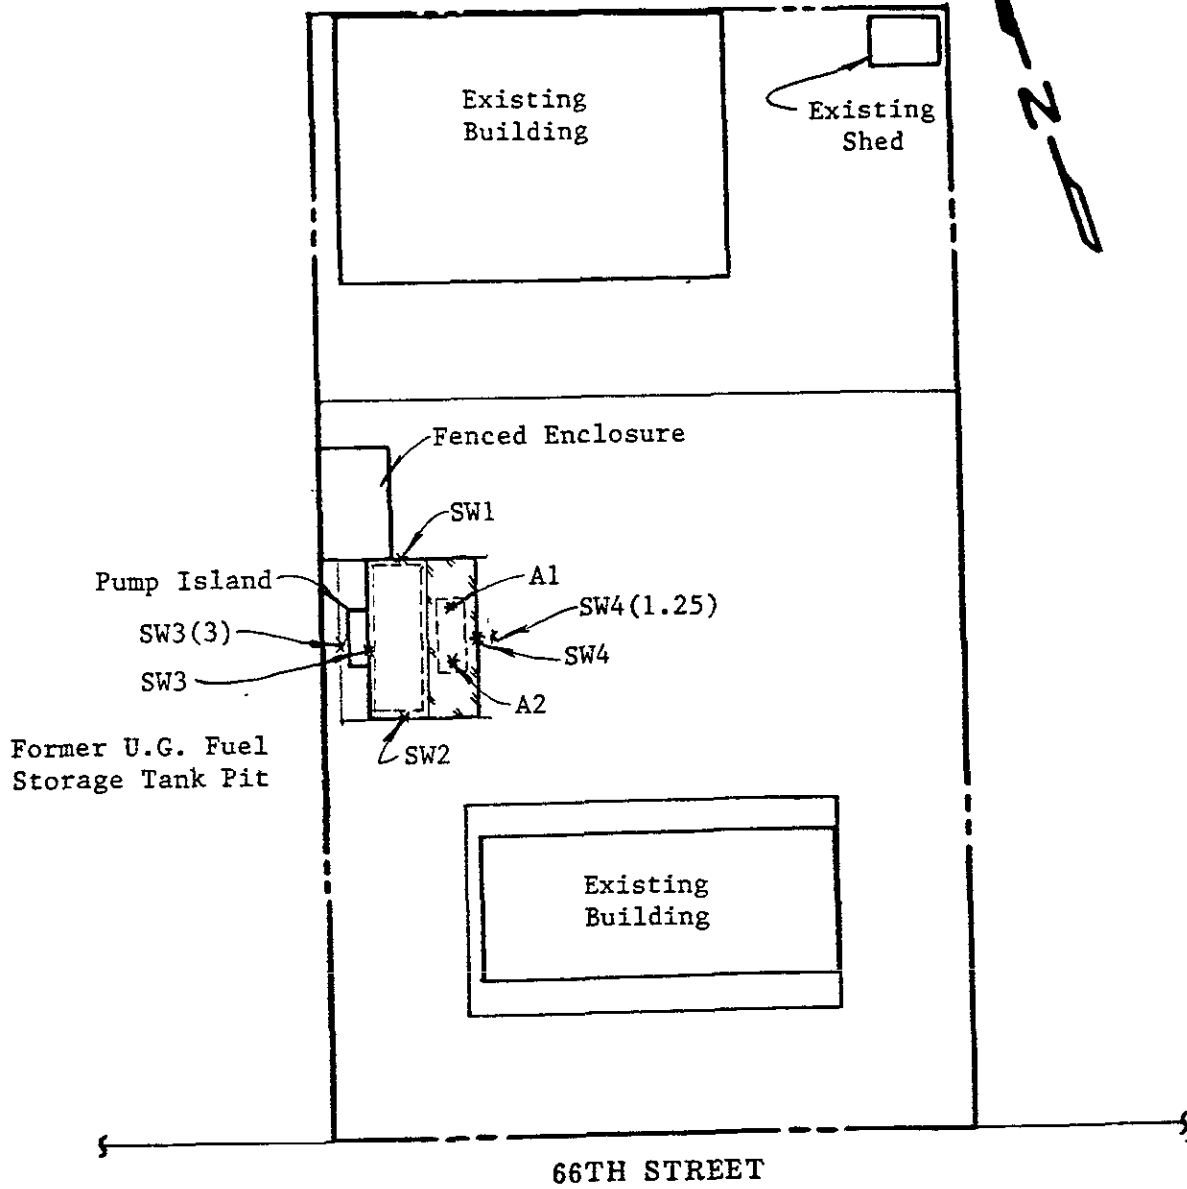 Existing
Building
Existing
Shed
N
Fenced Enclosure
SW1
Pump Island
A1
SW4(1.25)
SW3(3)
SW4
SW3
A2
SW2
Former U.G. Fuel
Storage Tank Pit
Existing
Building
66TH STREET